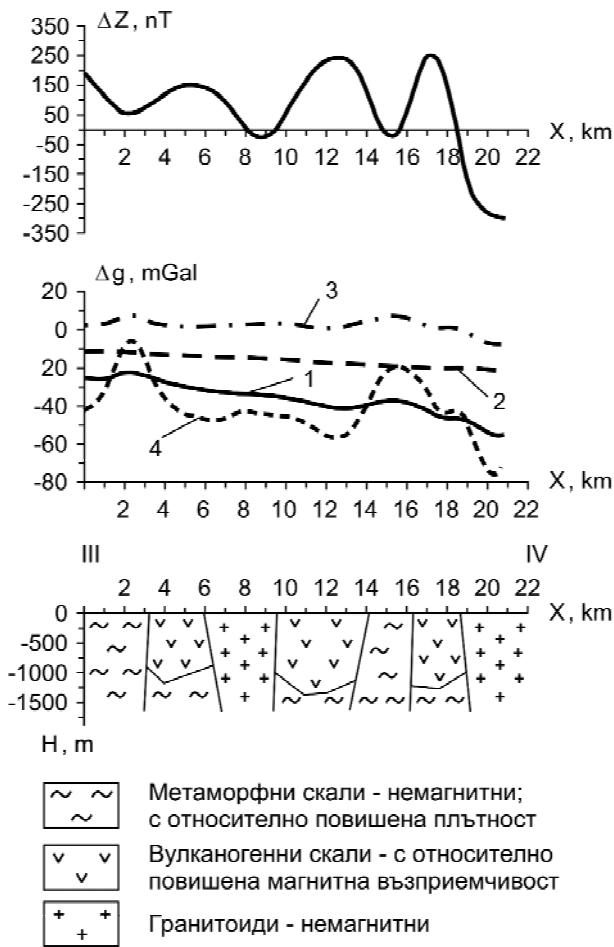 ΔZ, nT
350
250
150
50
-50
-150
-250
-350
2 4 6 8 10 12 14 16 18 20 22
X, km
Δg, mGal
20
0
20
-40
-60
-80
3
1
2
4
2 4 6 8 10 12 14 16 18 20 22
X, km
III
IV
2 4 6 8 10 12 14 16 18 20 22
X, km
0
-500
-1000
-1500
H, m
Метаморфни скали - немагнитни;
с относително повишена плътност
Вулканогенни скали - с относително
повишена магнитна възприемчивост
Гранитоиди - немагнитни